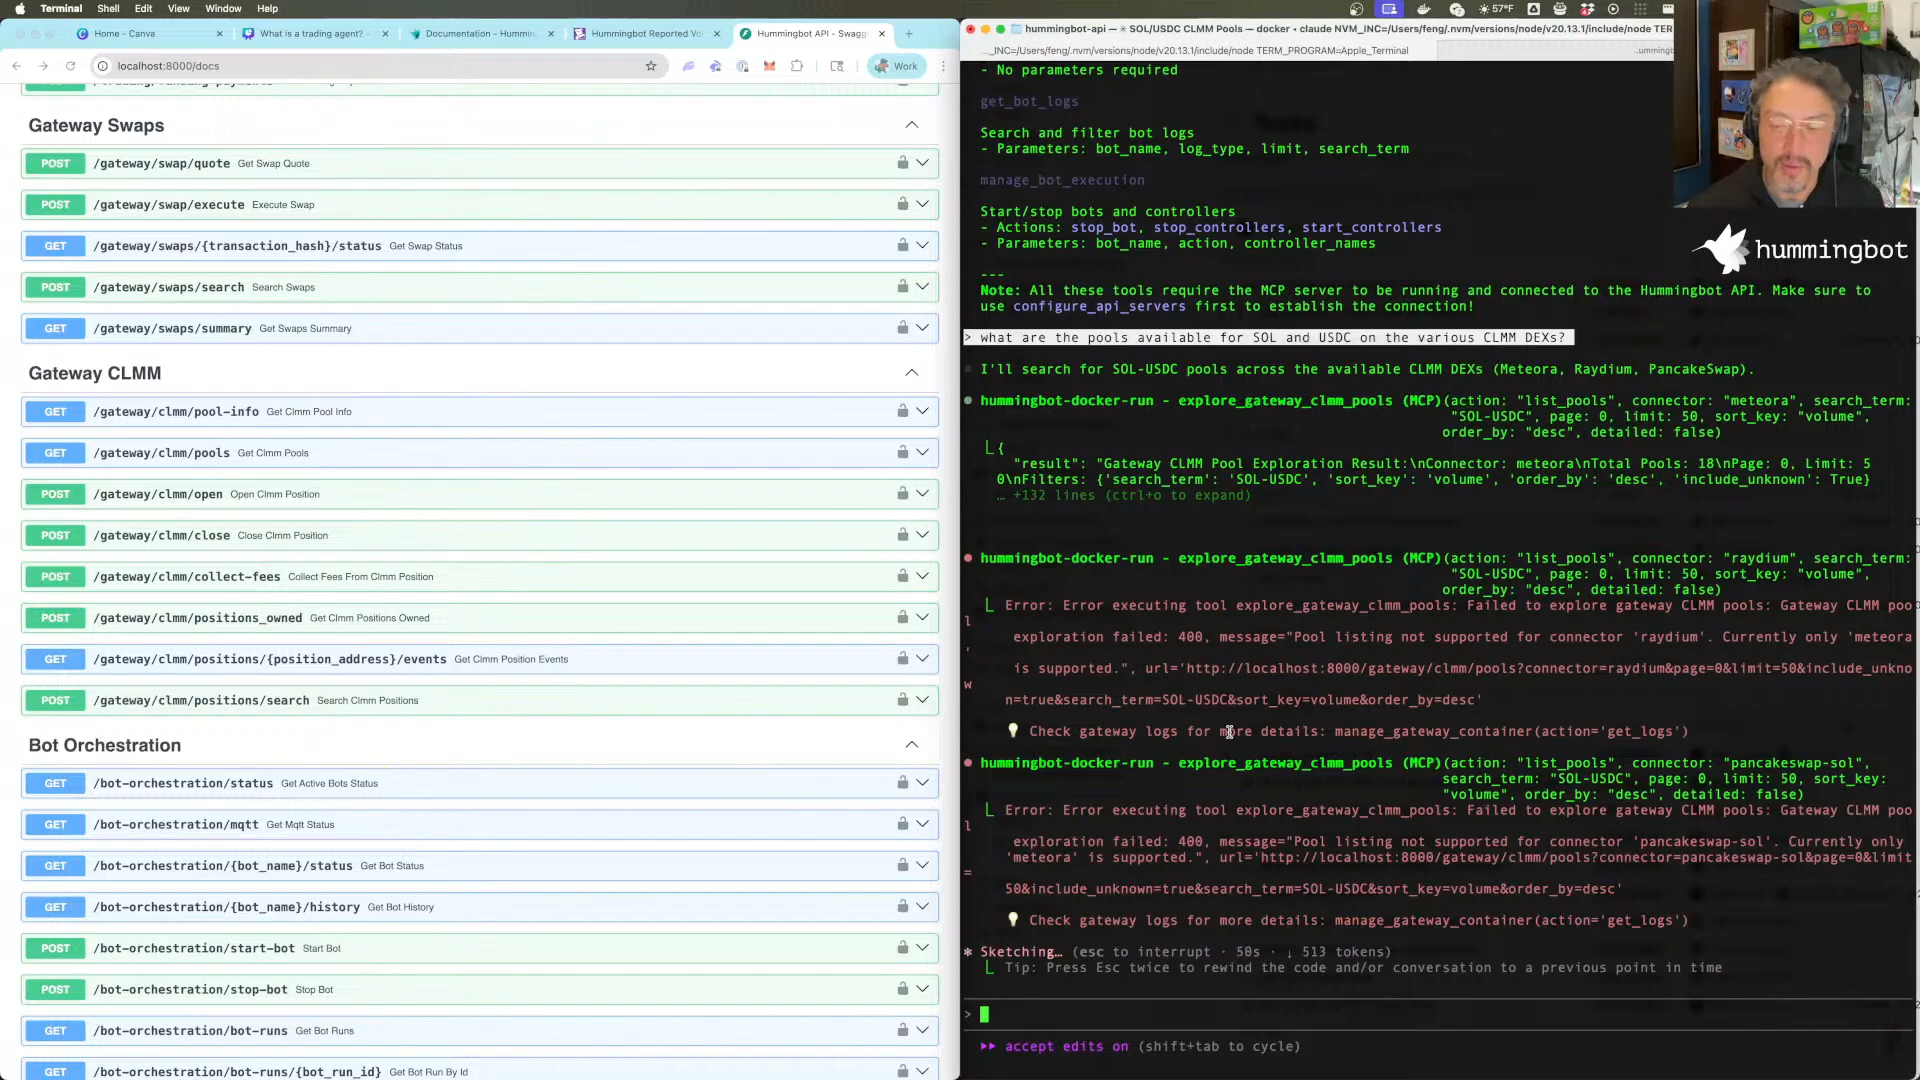 Terminal Shell Edit View Window Help
57°F
Home - Canva
What is a trading agent? -
Documentation - Hummin
Hummingbot Reported Vo
Hummingbot API - Swagg
localhost:8000/docs
Work
Gateway Swaps
POST /gateway/swap/quote Get Swap Quote
POST /gateway/swap/execute Execute Swap
GET /gateway/swaps/{transaction_hash}/status Get Swap Status
POST /gateway/swaps/search Search Swaps
GET /gateway/swaps/summary Get Swaps Summary
Gateway CLMM
GET /gateway/clmm/pool-info Get Clmm Pool Info
GET /gateway/clmm/pools Get Clmm Pools
POST /gateway/clmm/open Open Clmm Position
POST /gateway/clmm/close Close Clmm Position
POST /gateway/clmm/collect-fees Collect Fees From Clmm Position
POST /gateway/clmm/positions_owned Get Clmm Positions Owned
GET /gateway/clmm/positions/{position_address}/events Get Clmm Position Events
POST /gateway/clmm/positions/search Search Clmm Positions
Bot Orchestration
GET /bot-orchestration/status Get Active Bots Status
GET /bot-orchestration/mqtt Get Mqtt Status
GET /bot-orchestration/{bot_name}/status Get Bot Status
GET /bot-orchestration/{bot_name}/history Get Bot History
POST /bot-orchestration/start-bot Start Bot
POST /bot-orchestration/stop-bot Stop Bot
GET /bot-orchestration/bot-runs Get Bot Runs
GET /bot-orchestration/bot-runs/{bot_run_id} Get Bot Run By Id
hummingbot-api — ✳ SOL/USDC CLMM Pools — docker • claude NVM_INC=/Users/feng/.nvm/versions/node/v20.13.1/include/node TER
..._INC=/Users/feng/.nvm/versions/node/v20.13.1/include/node TERM_PROGRAM=Apple_Terminal
- No parameters required
get_bot_logs
Search and filter bot logs
- Parameters: bot_name, log_type, limit, search_term
manage_bot_execution
Start/stop bots and controllers
- Actions: stop_bot, stop_controllers, start_controllers
- Parameters: bot_name, action, controller_names
---
Note: All these tools require the MCP server to be running and connected to the Hummingbot API. Make sure to
use configure_api_servers first to establish the connection!
> what are the pools available for SOL and USDC on the various CLMM DEXs?
I'll search for SOL-USDC pools across the available CLMM DEXs (Meteora, Raydium, PancakeSwap).
hummingbot-docker-run - explore_gateway_clmm_pools (MCP)(action: "list_pools", connector: "meteora", search_term:
"SOL-USDC", page: 0, limit: 50, sort_key: "volume",
order_by: "desc", detailed: false)
{
"result": "Gateway CLMM Pool Exploration Result:\nConnector: meteora\nTotal Pools: 18\nPage: 0, Limit: 5
0\nFilters: {'search_term': 'SOL-USDC', 'sort_key': 'volume', 'order_by': 'desc', 'include_unknown': True}
… +132 lines (ctrl+o to expand)
hummingbot-docker-run - explore_gateway_clmm_pools (MCP)(action: "list_pools", connector: "raydium", search_term:
"SOL-USDC", page: 0, limit: 50, sort_key: "volume",
order_by: "desc", detailed: false)
Error: Error executing tool explore_gateway_clmm_pools: Failed to explore gateway CLMM pools: Gateway CLMM poo
l
exploration failed: 400, message="Pool listing not supported for connector 'raydium'. Currently only 'meteora
'
is supported.", url='http://localhost:8000/gateway/clmm/pools?connector=raydium&page=0&limit=50&include_unkno
w
n=true&search_term=SOL-USDC&sort_key=volume&order_by=desc'
Check gateway logs for more details: manage_gateway_container(action='get_logs')
hummingbot-docker-run - explore_gateway_clmm_pools (MCP)(action: "list_pools", connector: "pancakeswap-sol",
search_term: "SOL-USDC", page: 0, limit: 50, sort_key:
"volume", order_by: "desc", detailed: false)
Error: Error executing tool explore_gateway_clmm_pools: Failed to explore gateway CLMM pools: Gateway CLMM poo
l
exploration failed: 400, message="Pool listing not supported for connector 'pancakeswap-sol'. Currently only
'meteora' is supported.", url='http://localhost:8000/gateway/clmm/pools?connector=pancakeswap-sol&page=0&limit
=
50&include_unknown=true&search_term=SOL-USDC&sort_key=volume&order_by=desc'
Check gateway logs for more details: manage_gateway_container(action='get_logs')
* Sketching… (esc to interrupt · 50s · ↓ 513 tokens)
Tip: Press Esc twice to rewind the code and/or conversation to a previous point in time
>
▸▸ accept edits on (shift+tab to cycle)
hummingbot